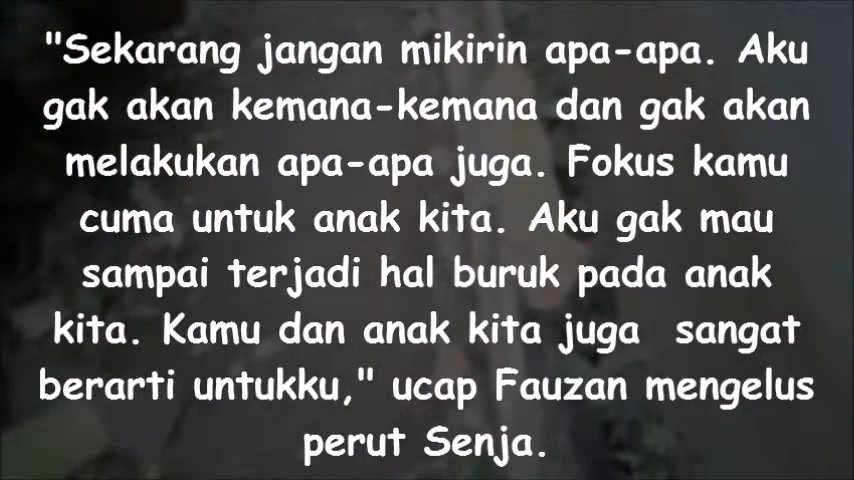 "Sekarang jangan mikirin apa-apa. Aku
gak akan kemana-kemana dan gak akan
melakukan apa-apa juga. Fokus kamu
cuma untuk anak kita. Aku gak mau
sampai terjadi hal buruk pada anak
kita. Kamu dan anak kita juga  sangat
berarti untukku," ucap Fauzan mengelus
perut Senja.